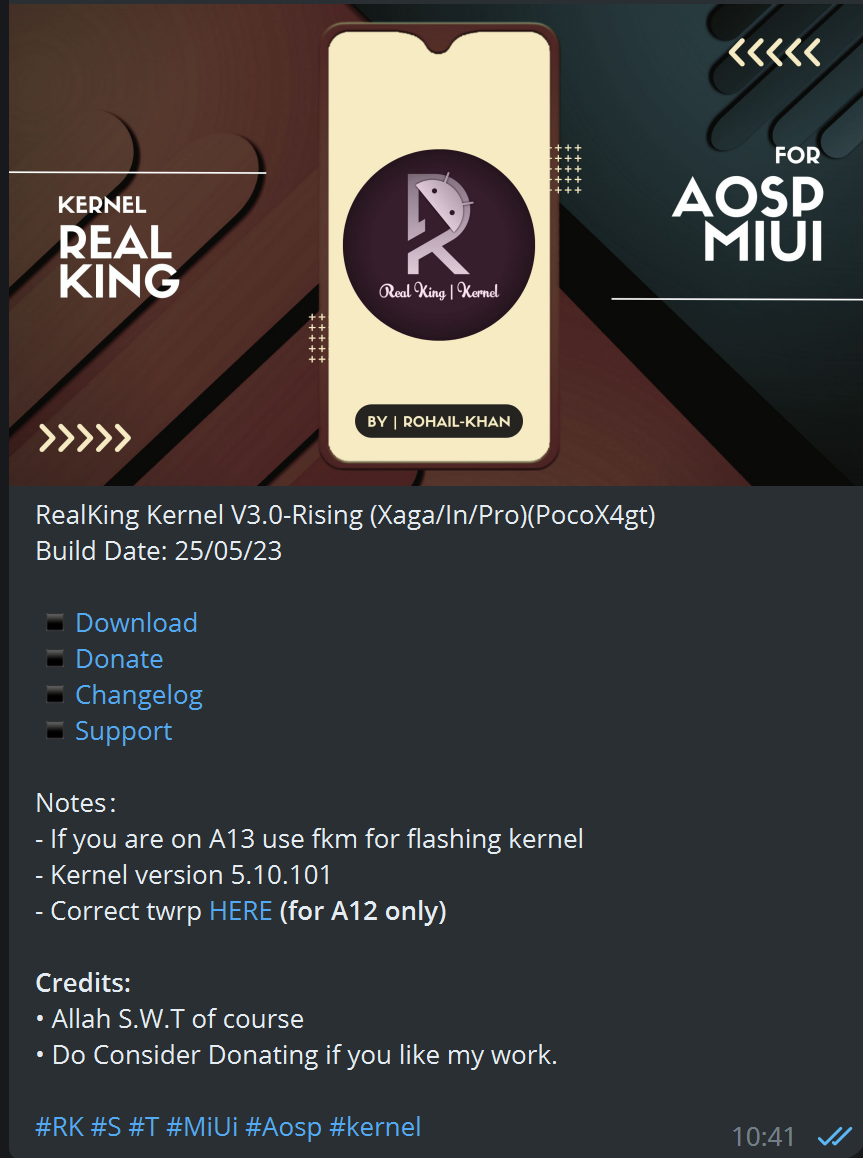 KERNEL
REAL
KING
FOR
AOSP
MIUI
R
Real King | Kernel
BY | ROHAIL-KHAN
RealKing Kernel V3.0-Rising (Xaga/In/Pro)(PocoX4gt)
Build Date: 25/05/23
Download
Donate
Changelog
Support
Notes:
- If you are on A13 use fkm for flashing kernel
- Kernel version 5.10.101
- Correct twrp HERE (for A12 only)
Credits:
• Allah S.W.T of course
• Do Consider Donating if you like my work.
#RK #S #T #MiUi #Aosp #kernel
10:41